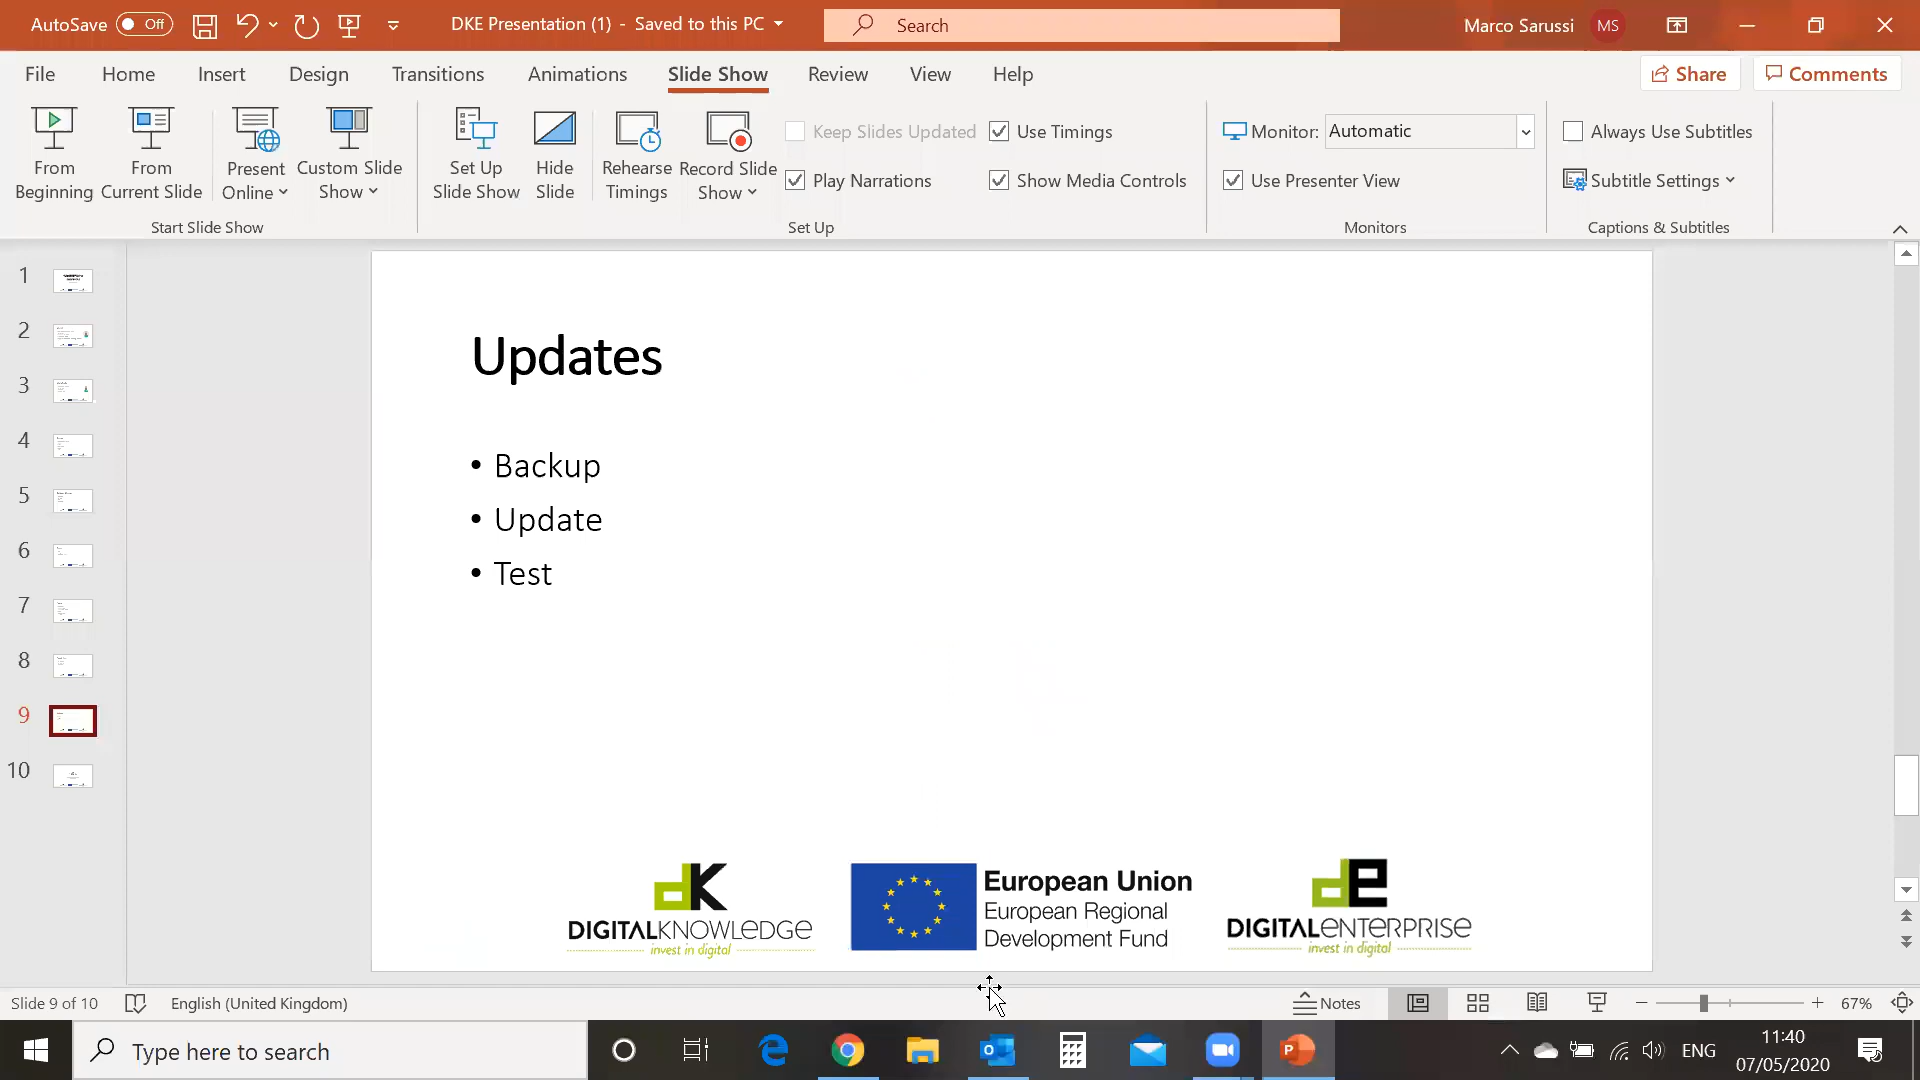 AutoSave Off
DKE Presentation (1) - Saved to this PC
Search
Marco Sarussi MS
File Home Insert Design Transitions Animations Slide Show Review View Help
Share Comments
From Beginning
From Current Slide
Present Online
Custom Slide Show
Start Slide Show
Set Up Slide Show
Hide Slide
Rehearse Timings
Record Slide Show
Keep Slides Updated
Use Timings
Play Narrations
Show Media Controls
Set Up
Monitor: Automatic
Use Presenter View
Monitors
Always Use Subtitles
Subtitle Settings
Captions & Subtitles
1
2
3
4
5
6
7
8
9
10
Updates
• Backup
• Update
• Test
dK
DIGITALKNOWLEDGE
invest in digital
European Union
European Regional
Development Fund
de
DIGITALENTERPRISE
invest in digital
Slide 9 of 10
English (United Kingdom)
Notes
67%
Type here to search
ENG
11:40
07/05/2020